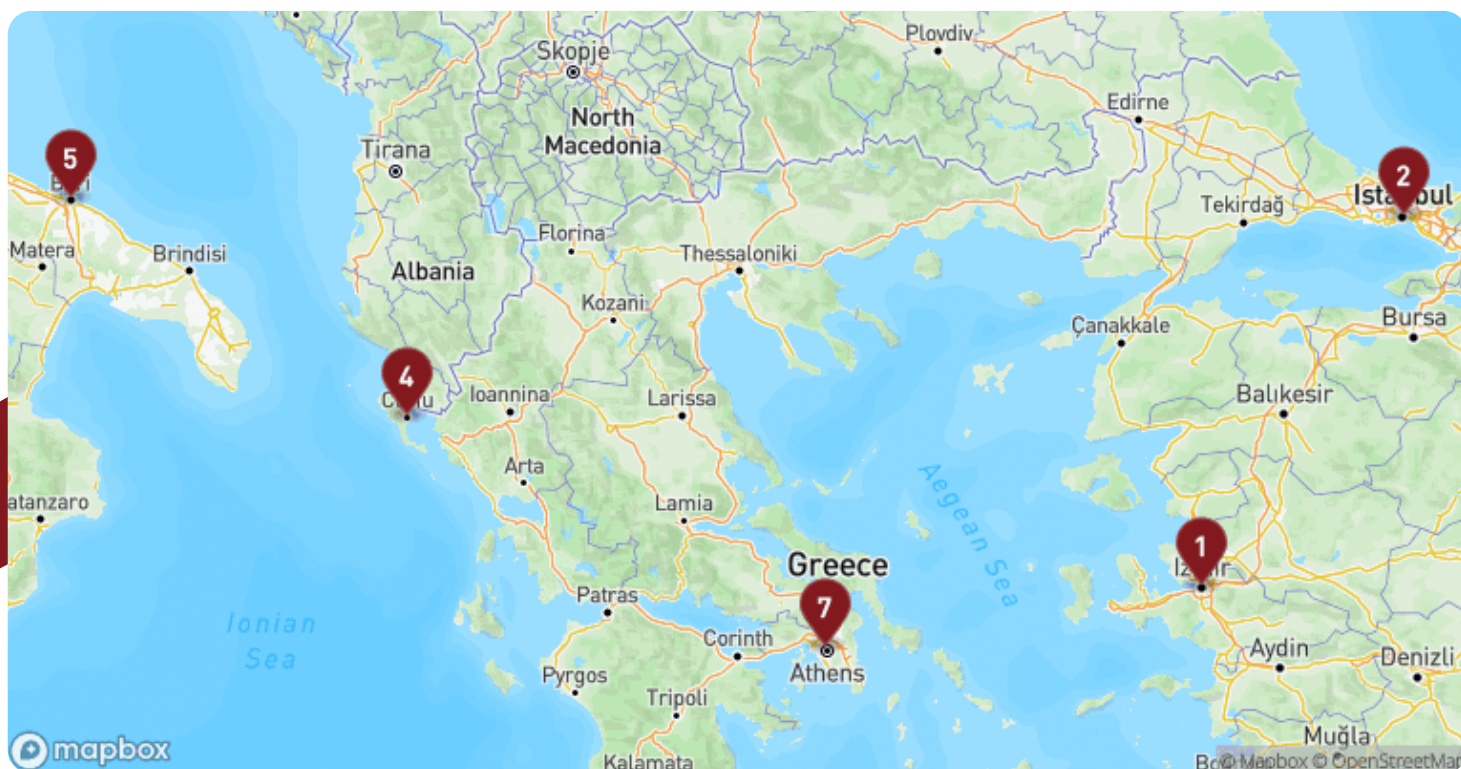 Skopje
Plovdiv
Edirne
North
Macedonia
5
Tirana
2
Istanbul
Tekirdağ
Matera
Brindisi
Florina
Thessaloniki
Albania
Kozani
Çanakkale
Bursa
4
Corfu
Ioannina
Larissa
Balıkesir
Arta
Aegean Sea
atanzaro
Lamia
1
Izmir
Greece
7
Patras
Ionian
Sea
Corinth
Athens
Aydin
Denizli
Pyrgos
Tripoli
Muğla
mapbox
Kalamata
© Mapbox © OpenStreetMap